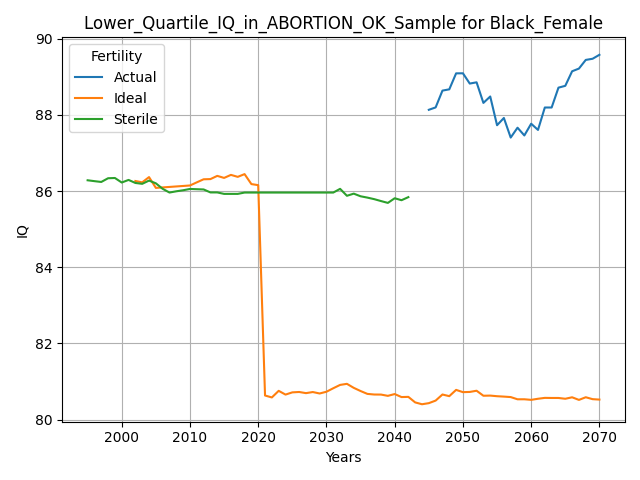 Lower_Quartile_IQ_in_ABORTION_OK_Sample for Black_Female
Fertility
Actual
Ideal
Sterile
IQ
90
88
86
84
82
80
2000 2010 2020 2030 2040 2050 2060 2070
Years